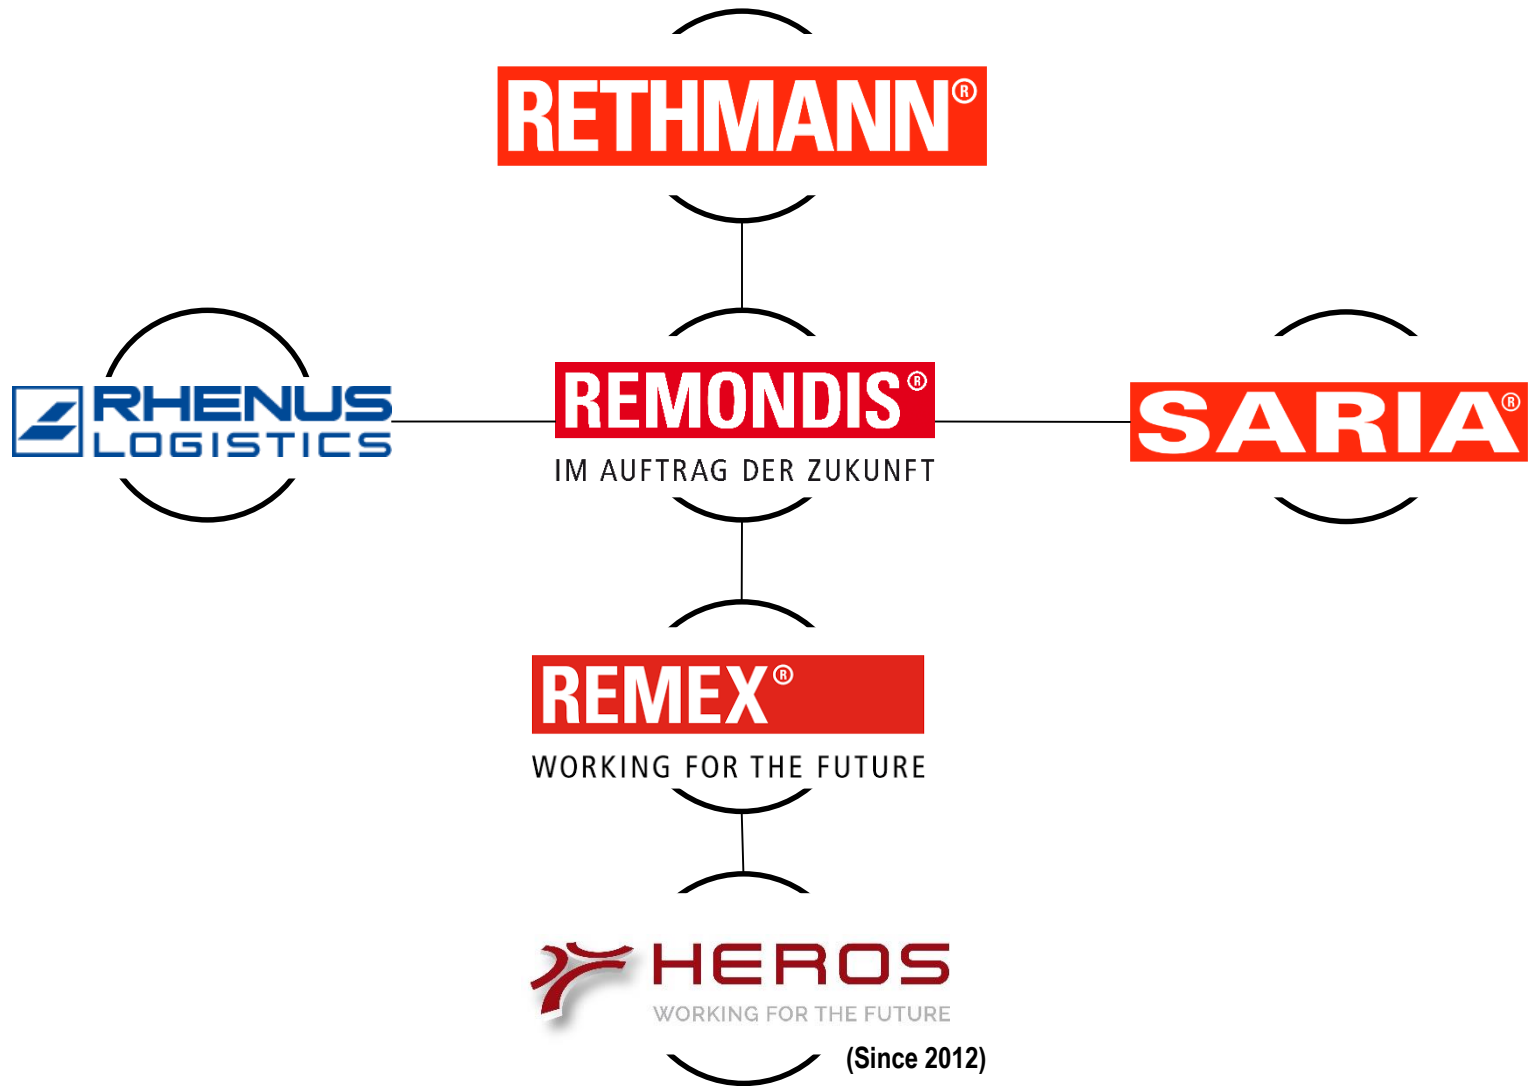 RETHMANN®
RHENUS
LOGISTICS
REMONDIS®
IM AUFTRAG DER ZUKUNFT
SARIA®
REMEX®
WORKING FOR THE FUTURE
HEROS
WORKING FOR THE FUTURE
(Since 2012)